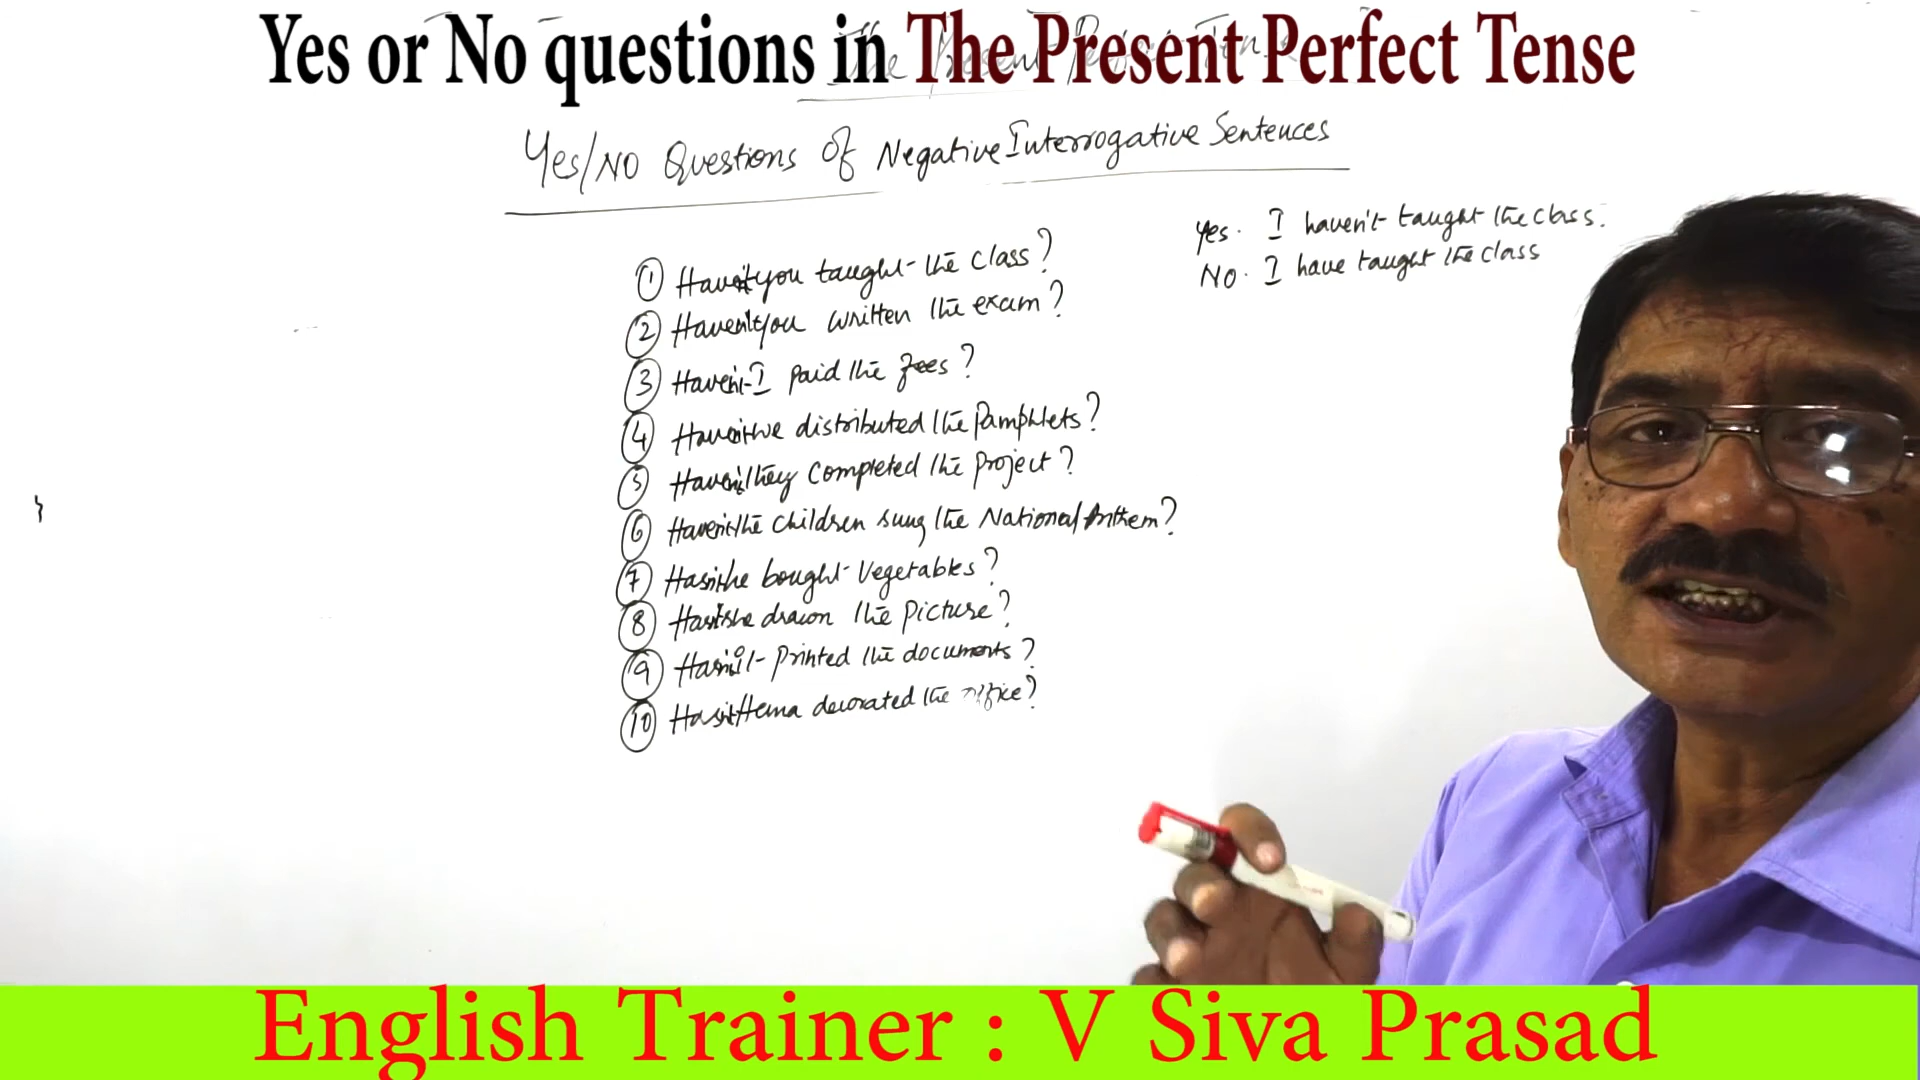 Yes or No questions in The Present Perfect Tense
Yes/No Questions Of Negative Interrogative Sentences
Yes. I haven't taught the class.
No. I have taught the class
① Haven't you taught the class?
② Haven't you written the exam?
③ Haven't I paid the fees?
④ Haven't we distributed the Pamphlets?
⑤ Haven't they completed the project?
⑥ Haven't the children sung the National Anthem?
⑦ Hasn't he bought vegetables?
⑧ Hasn't she drawn the picture?
⑨ Hasn't it printed the documents?
⑩ Hasn't Hema decorated the office?
English Trainer : V Siva Prasad